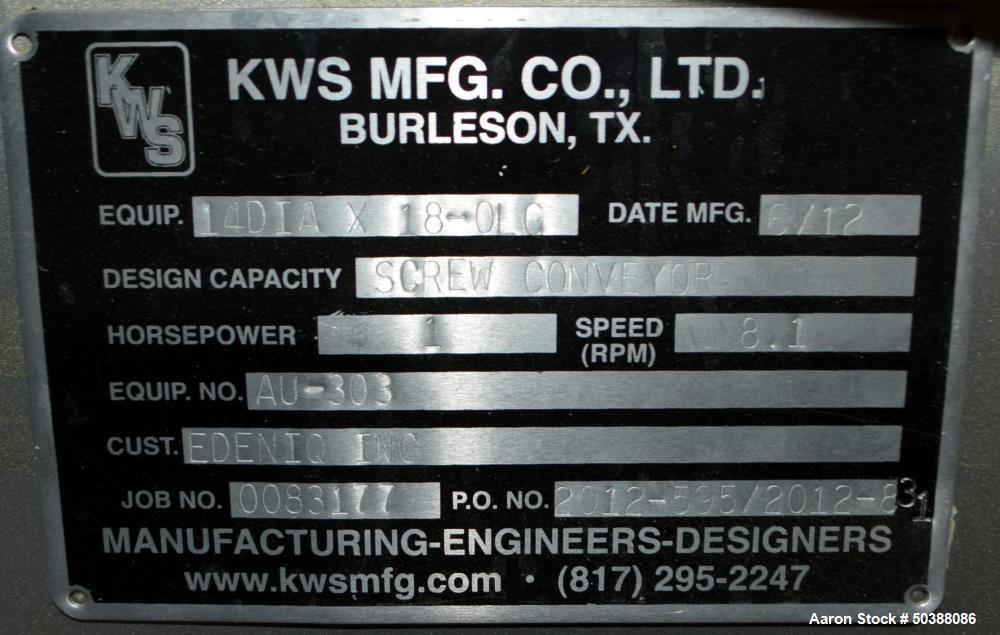 KWS
KWS MFG. CO., LTD.
BURLESON, TX.
EQUIP. 14DIA X 18-0LG DATE MFG. 6/12
DESIGN CAPACITY SCREW CONVEYOR
HORSEPOWER 1 SPEED (RPM) 8.1
EQUIP. NO. AU-303
CUST. EDENIQ INC
JOB NO. 0083177 P.O. NO. 2012-595/2012-831
MANUFACTURING-ENGINEERS-DESIGNERS
www.kwsmfg.com · (817) 295-2247
Aaron Stock # 50388086